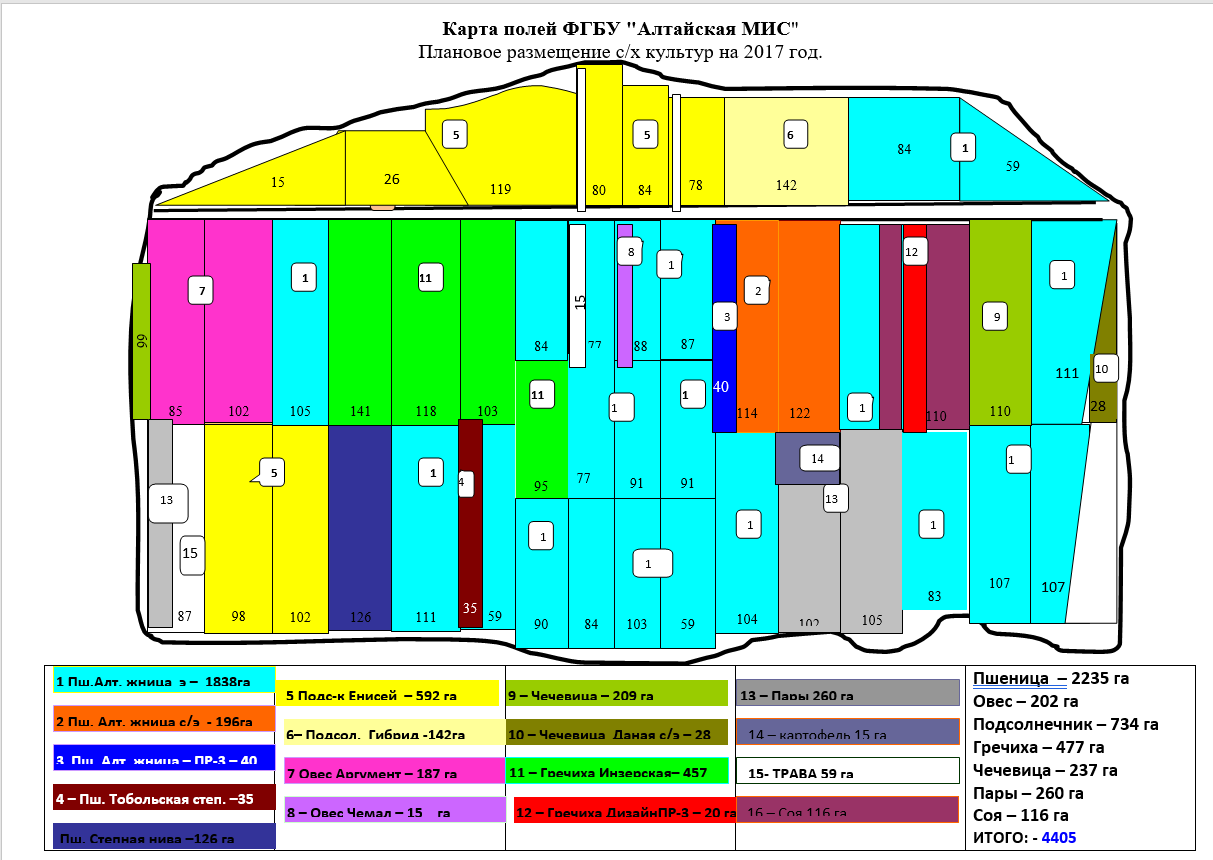 Карта полей ФГБУ "Алтайская МИС"
Плановое размещение с/х культур на 2017 год.
5 5 6 84 1 59
15 26 119 80 84 78 142
7 1 11 15 8 1 3 2 12 9 1 10
99 85 102 105 141 118 103 84 77 88 87 40 114 122 1 110 110 111 28
11 1 1
95 77 91 91
13 15 5 1 4 1 1 1 14 13 1 1
87 98 102 126 111 35 59 90 84 103 59 104 102 105 83 107 107
1 Пш.Алт. жница э – 1838га
2 Пш. Алт. жница с/э - 196га
3 Пш. Алт. жница – ПР-3 – 40
4 – Пш. Тобольская степ. –35
Пш. Степная нива –126 га
5 Подс-к Енисей – 592 га
6– Подсол. Гибрид -142га
7 Овес Аргумент – 187 га
8 – Овес Чемал – 15 га
9 – Чечевица – 209 га
10 – Чечевица Даная с/э – 28
11 – Гречиха Инзерская– 457
12 – Гречиха ДизайнПР-3 – 20 га
13 – Пары 260 га
14 – картофель 15 га
15- ТРАВА 59 га
16 – Соя 116 га
Пшеница – 2235 га
Овес – 202 га
Подсолнечник – 734 га
Гречиха – 477 га
Чечевица – 237 га
Пары – 260 га
Соя – 116 га
ИТОГО: - 4405